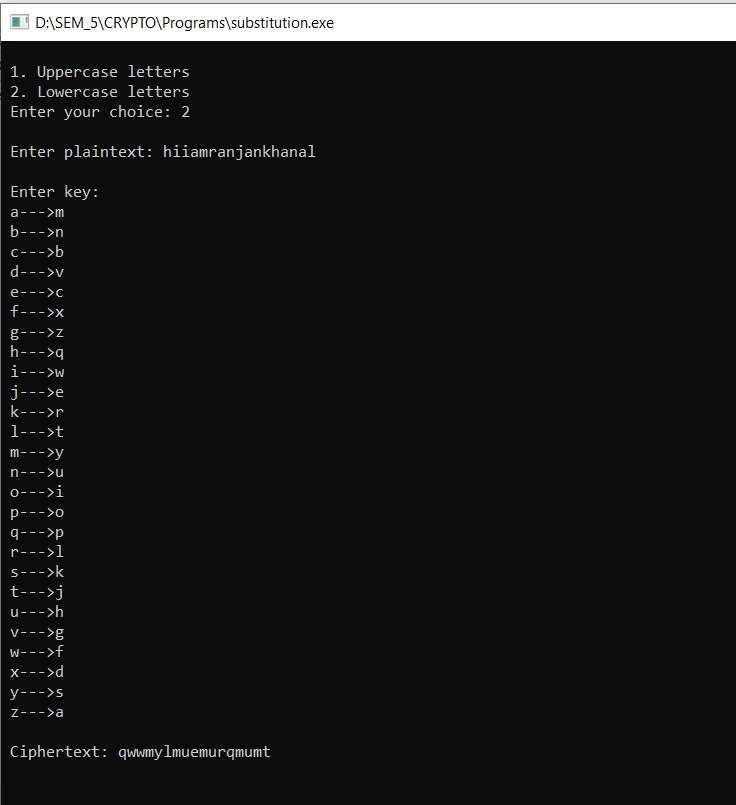 D:\SEM_5\CRYPTO\Programs\substitution.exe
1. Uppercase letters
2. Lowercase letters
Enter your choice: 2
Enter plaintext: hiiamranjankhanal
Enter key:
a--->m
b--->n
c--->b
d--->v
e--->c
f--->x
g--->z
h--->q
i--->w
j--->e
k--->r
l--->t
m--->y
n--->u
o--->i
p--->o
q--->p
r--->l
s--->k
t--->j
u--->h
v--->g
w--->f
x--->d
y--->s
z--->a
Ciphertext: qwwmylmuemurqmumt